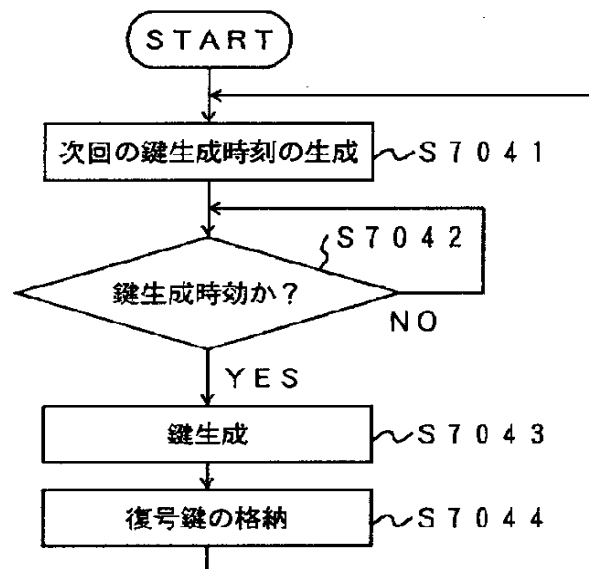 START
次回の鍵生成時刻の生成 S7041
S7042
鍵生成時効か？
NO
YES
鍵生成 S7043
復号鍵の格納 S7044